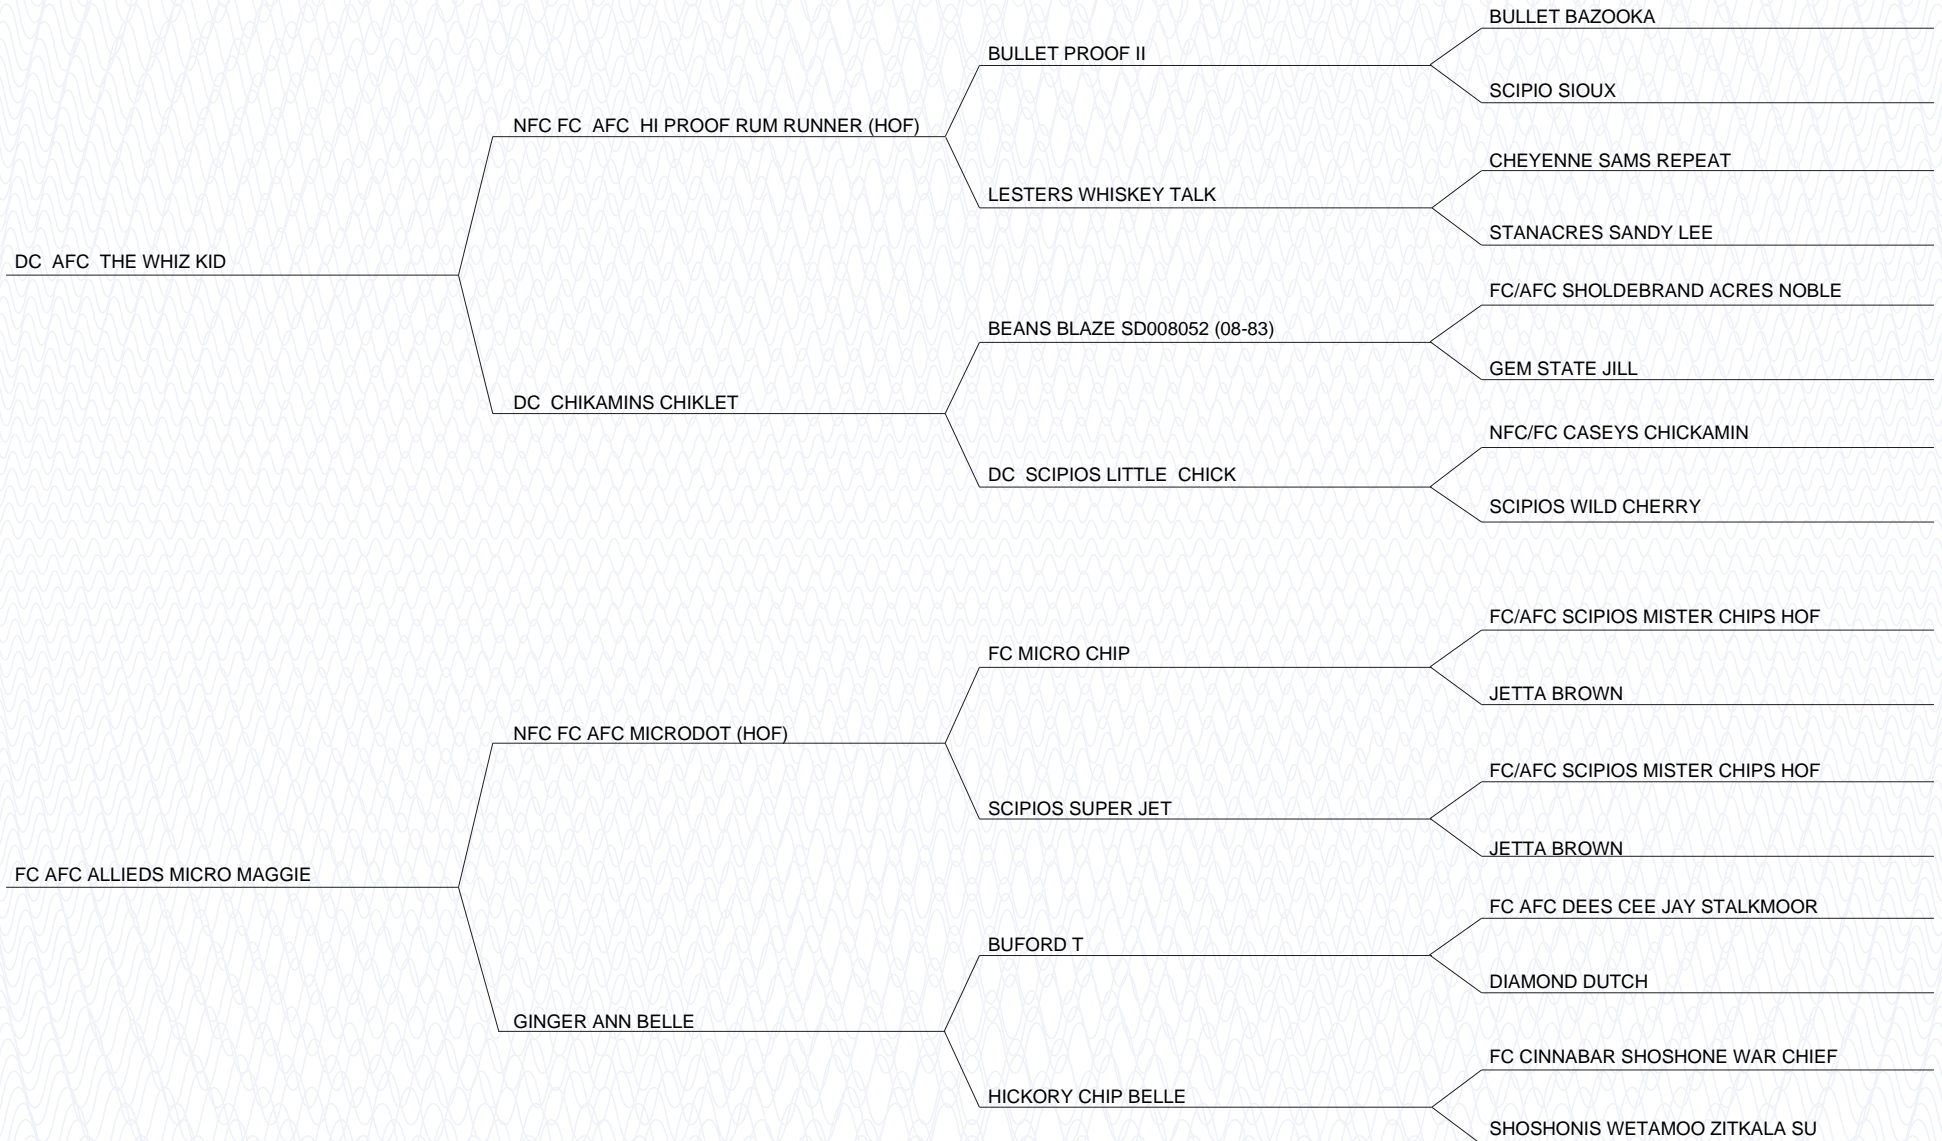 BULLET BAZOOKA
BULLET PROOF II
SCIPIO SIOUX
NFC FC  AFC  HI PROOF RUM RUNNER (HOF)
CHEYENNE SAMS REPEAT
LESTERS WHISKEY TALK
STANACRES SANDY LEE
DC  AFC  THE WHIZ KID
FC/AFC SHOLDEBRAND ACRES NOBLE
BEANS BLAZE SD008052 (08-83)
GEM STATE JILL
DC  CHIKAMINS CHIKLET
NFC/FC CASEYS CHICKAMIN
DC  SCIPIOS LITTLE  CHICK
SCIPIOS WILD CHERRY
FC/AFC SCIPIOS MISTER CHIPS HOF
FC MICRO CHIP
JETTA BROWN
NFC FC AFC MICRODOT (HOF)
FC/AFC SCIPIOS MISTER CHIPS HOF
SCIPIOS SUPER JET
JETTA BROWN
FC AFC ALLIEDS MICRO MAGGIE
FC AFC DEES CEE JAY STALKMOOR
BUFORD T
DIAMOND DUTCH
GINGER ANN BELLE
FC CINNABAR SHOSHONE WAR CHIEF
HICKORY CHIP BELLE
SHOSHONIS WETAMOO ZITKALA SU